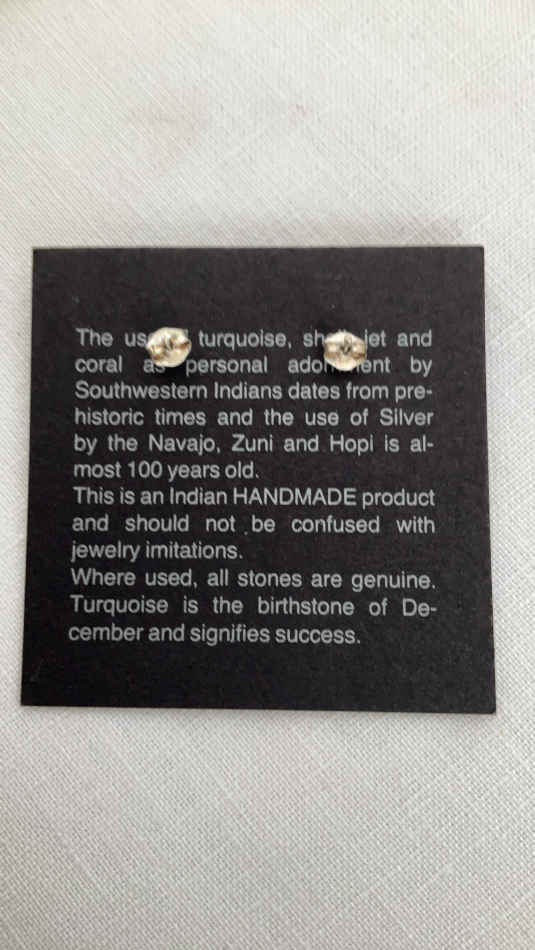 The turquoise, jet and
coral as personal by
Southwestern Indians dates from pre-
historic times and the use of Silver
by the Navajo, Zuni and Hopi is al-
most 100 years old.
This is an Indian HANDMADE product
and should not be confused with
jewelry imitations.
Where used, all stones are genuine.
Turquoise is the birthstone of De-
cember and signifies success.